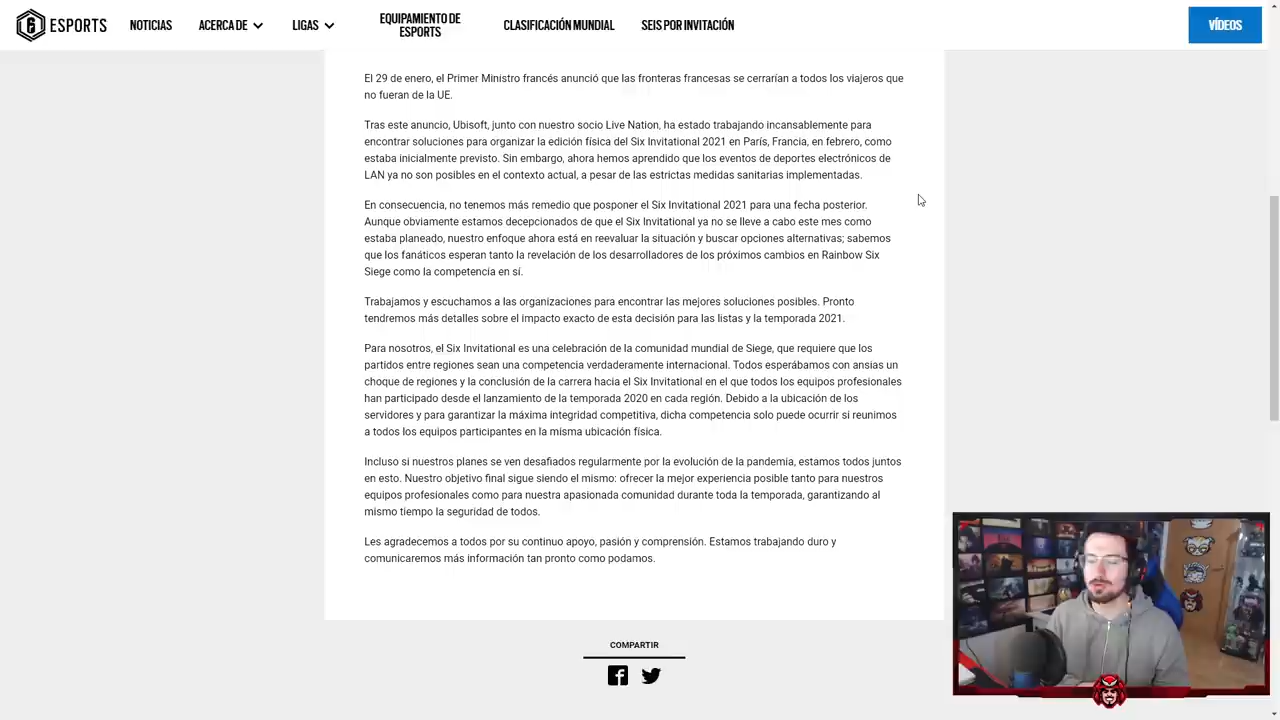 ESPORTS
NOTICIAS
ACERCA DE
LIGAS
EQUIPAMIENTO DE
ESPORTS
CLASIFICACIÓN MUNDIAL
SEIS POR INVITACIÓN
VÍDEOS
El 29 de enero, el Primer Ministro francés anunció que las fronteras francesas se cerrarían a todos los viajeros que
no fueran de la UE.
Tras este anuncio, Ubisoft, junto con nuestro socio Live Nation, ha estado trabajando incansablemente para
encontrar soluciones para organizar la edición física del Six Invitational 2021 en París, Francia, en febrero, como
estaba inicialmente previsto. Sin embargo, ahora hemos aprendido que los eventos de deportes electrónicos de
LAN ya no son posibles en el contexto actual, a pesar de las estrictas medidas sanitarias implementadas.
En consecuencia, no tenemos más remedio que posponer el Six Invitational 2021 para una fecha posterior.
Aunque obviamente estamos decepcionados de que el Six Invitational ya no se lleve a cabo este mes como
estaba planeado, nuestro enfoque ahora está en reevaluar la situación y buscar opciones alternativas; sabemos
que los fanáticos esperan tanto la revelación de los desarrolladores de los próximos cambios en Rainbow Six
Siege como la competencia en sí.
Trabajamos y escuchamos a las organizaciones para encontrar las mejores soluciones posibles. Pronto
tendremos más detalles sobre el impacto exacto de esta decisión para las listas y la temporada 2021.
Para nosotros, el Six Invitational es una celebración de la comunidad mundial de Siege, que requiere que los
partidos entre regiones sean una competencia verdaderamente internacional. Todos esperábamos con ansias un
choque de regiones y la conclusión de la carrera hacia el Six Invitational en el que todos los equipos profesionales
han participado desde el lanzamiento de la temporada 2020 en cada región. Debido a la ubicación de los
servidores y para garantizar la máxima integridad competitiva, dicha competencia solo puede ocurrir si reunimos
a todos los equipos participantes en la misma ubicación física.
Incluso si nuestros planes se ven desafiados regularmente por la evolución de la pandemia, estamos todos juntos
en esto. Nuestro objetivo final sigue siendo el mismo: ofrecer la mejor experiencia posible tanto para nuestros
equipos profesionales como para nuestra apasionada comunidad durante toda la temporada, garantizando al
mismo tiempo la seguridad de todos.
Les agradecemos a todos por su continuo apoyo, pasión y comprensión. Estamos trabajando duro y
comunicaremos más información tan pronto como podamos.
COMPARTIR